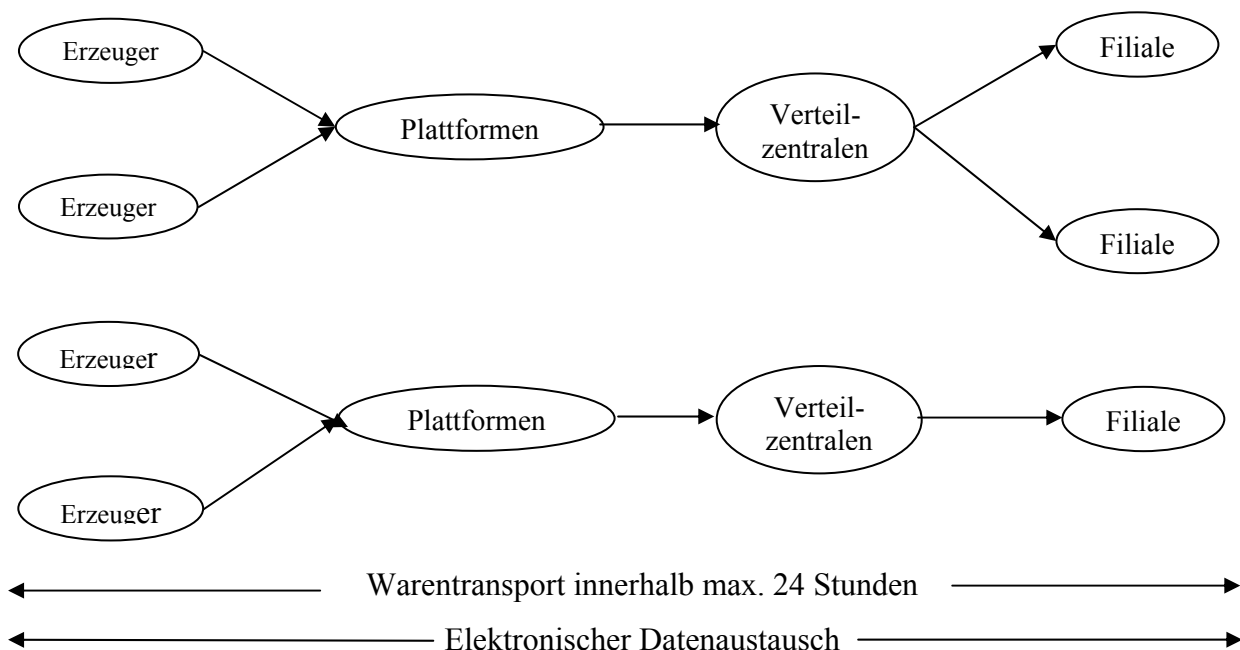 Erzeuger
Filiale
Plattformen
Verteil-
zentralen
Erzeuger
Filiale
Erzeuger
Plattformen
Verteil-
zentralen
Filiale
Erzeuger
Warentransport innerhalb max. 24 Stunden
Elektronischer Datenaustausch